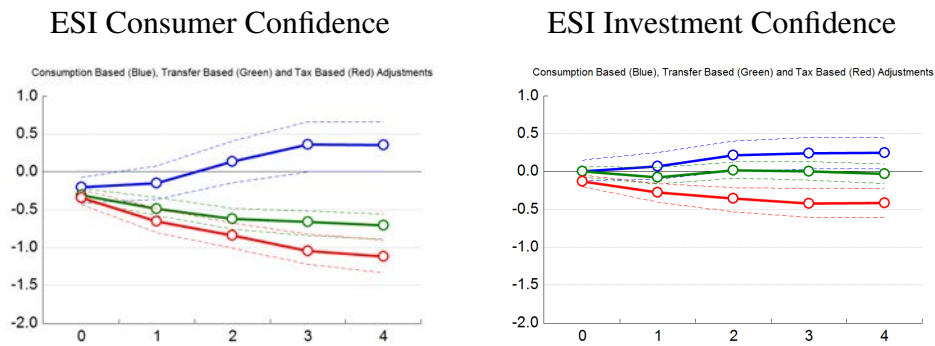 ESI Consumer Confidence
Consumption Based (Blue), Transfer Based (Green) and Tax Based (Red) Adjustments
1.0
0.5
0.0
-0.5
-1.0
-1.5
-2.0
0 1 2 3 4
ESI Investment Confidence
Consumption Based (Blue), Transfer Based (Green) and Tax Based (Red) Adjustments
1.0
0.5
0.0
-0.5
-1.0
-1.5
-2.0
0 1 2 3 4